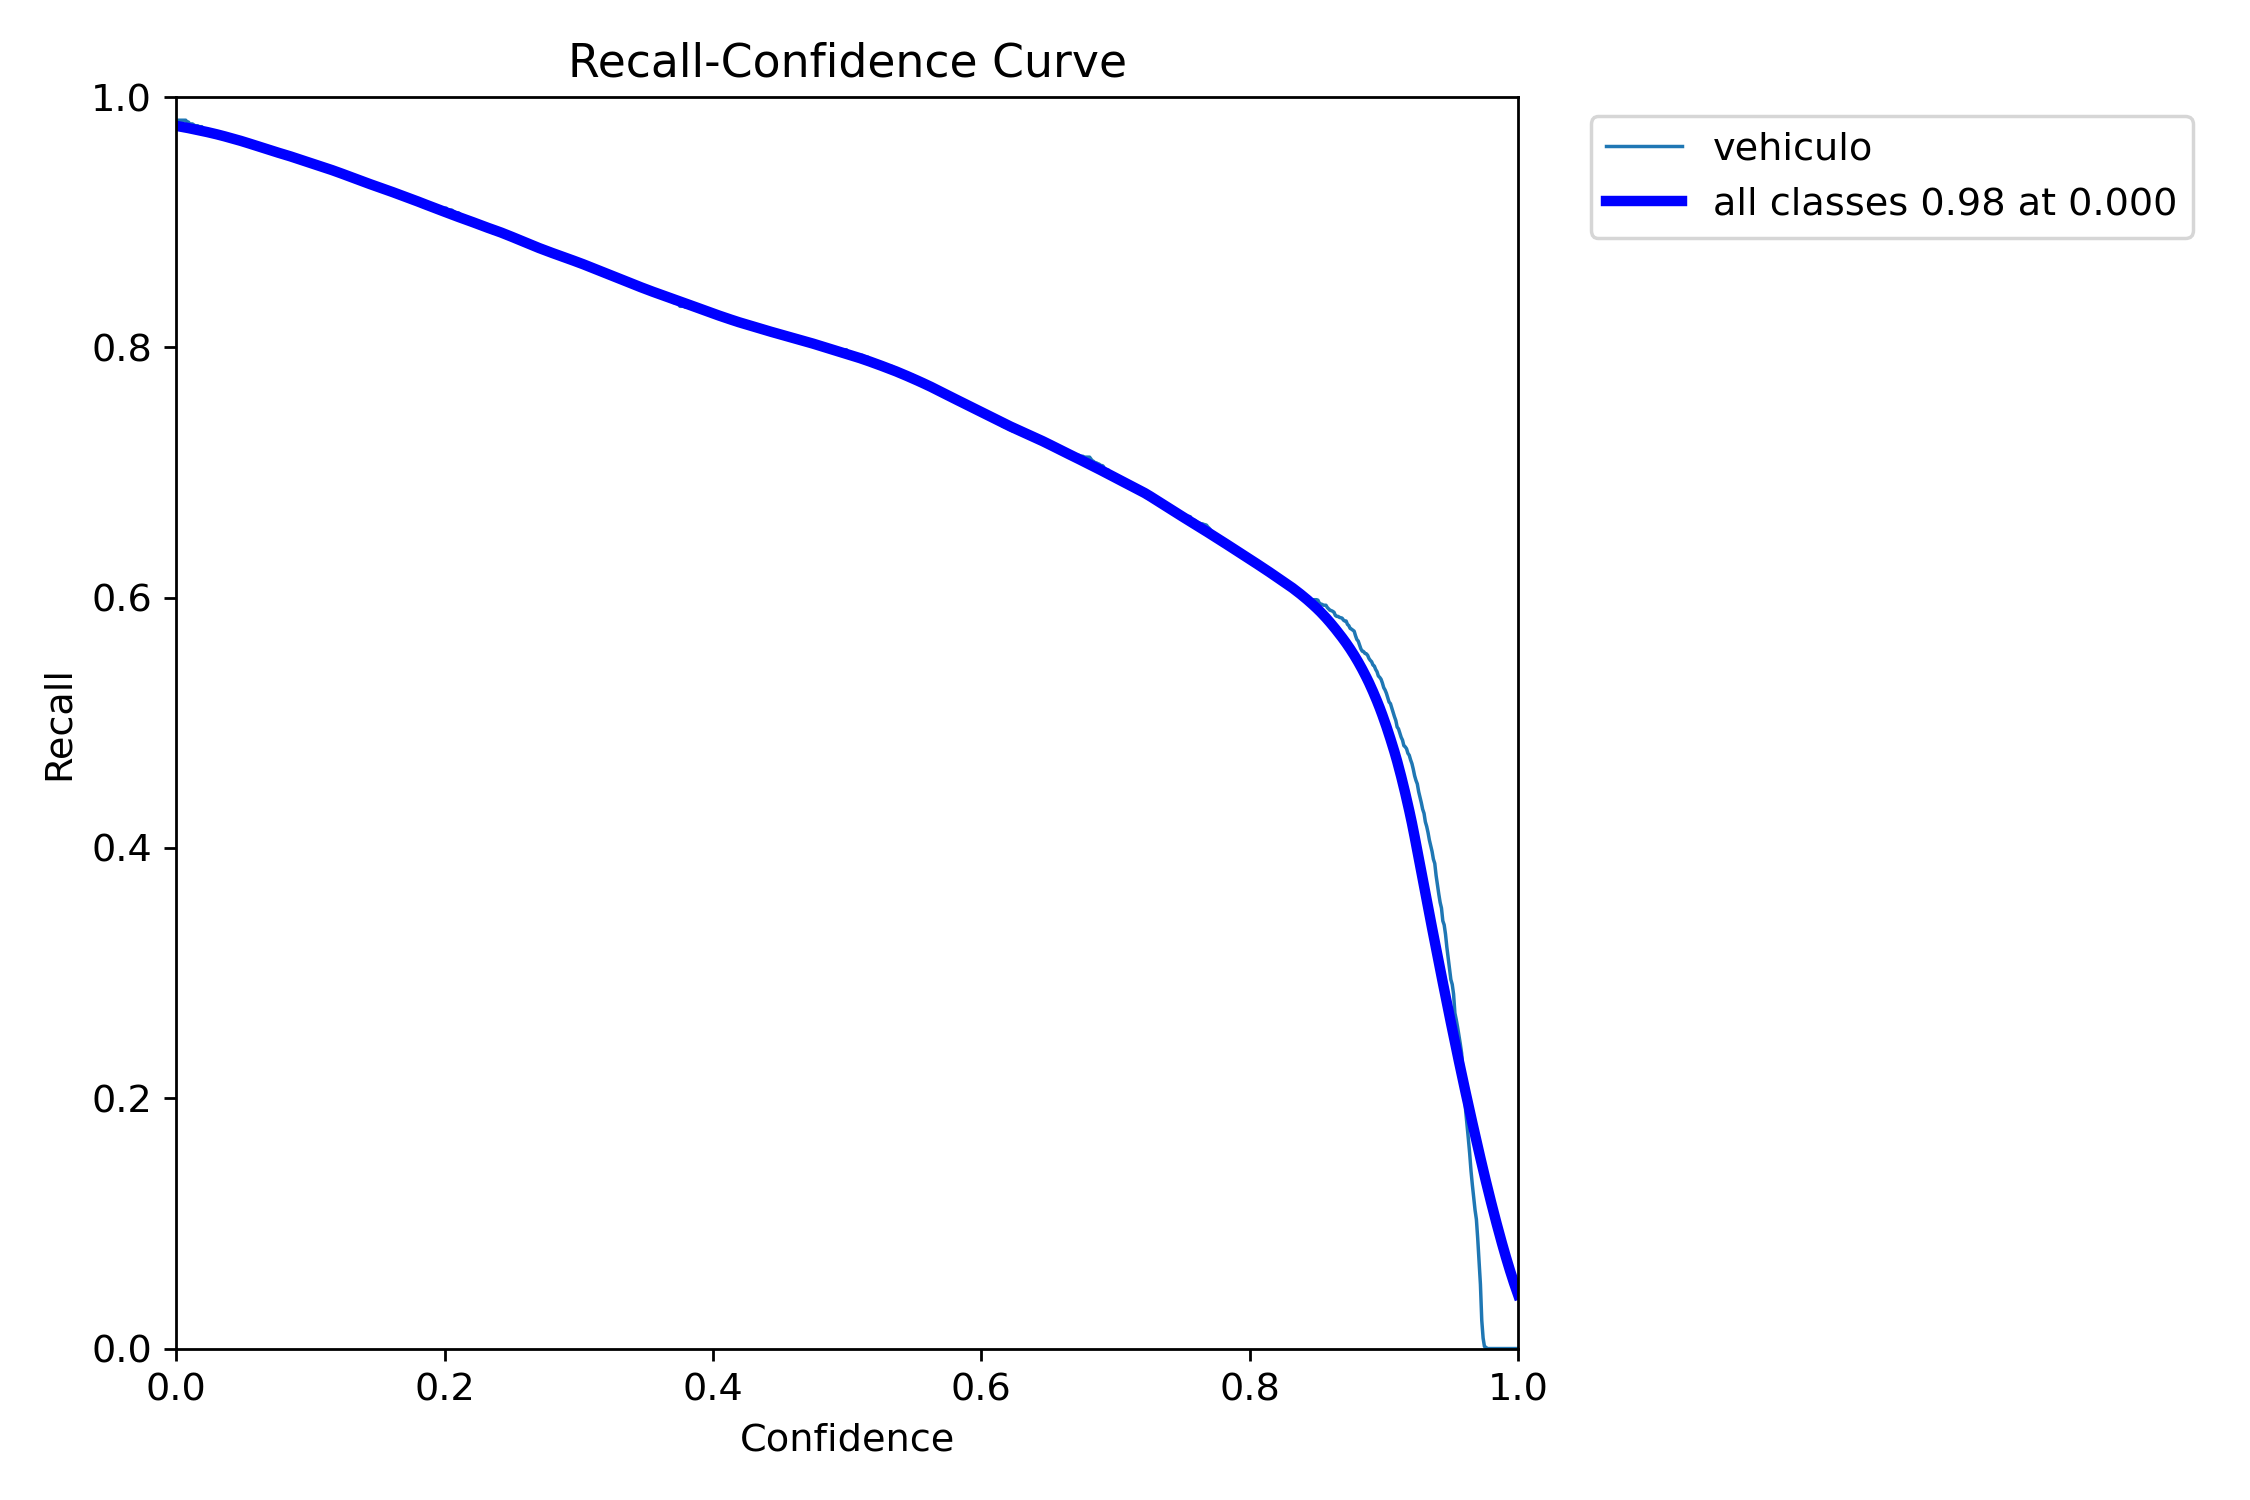 Recall-Confidence Curve
vehiculo
all classes 0.98 at 0.000
1.0
0.8
0.6
0.4
0.2
0.0
Recall
0.0 0.2 0.4 0.6 0.8 1.0
Confidence